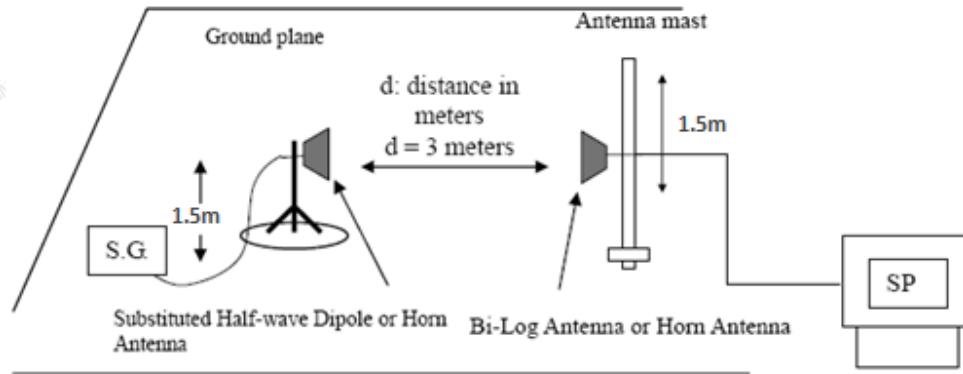 Ground plane
Antenna mast
d: distance in
meters
d = 3 meters
1.5m
1.5m
S.G.
SP
Substituted Half-wave Dipole or Horn
Antenna
Bi-Log Antenna or Horn Antenna